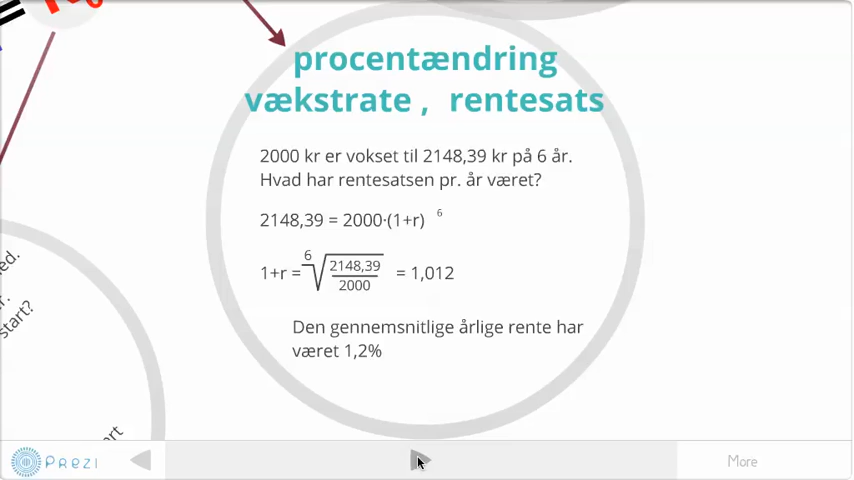 procentændring
vækstrate , rentesats
2000 kr er vokset til 2148,39 kr på 6 år.
Hvad har rentesatsen pr. år været?
2148,39 = 2000·(1+r) 6
1+r = 6√ 2148,39 / 2000 = 1,012
Den gennemsnitlige årlige rente har
været 1,2%
start?
Prezi
More